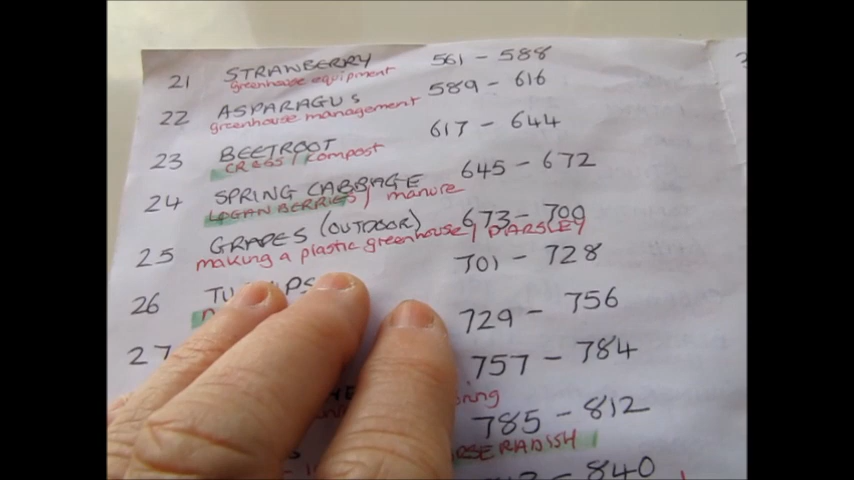 21 STRAWBERRY 561 - 588
greenhouse equipment
22 ASPARAGUS 589 - 616
greenhouse management
23 BEETROOT 617 - 644
CRESS / kompost
24 SPRING CABBAGE 645 - 672
LOGANBERRIES / manure
25 GRAPES (OUTDOOR) 673 - 700
making a plastic greenhouse / PARSLEY
26 701 - 728
27 729 - 756
757 - 784
785 - 812
RADISH
840